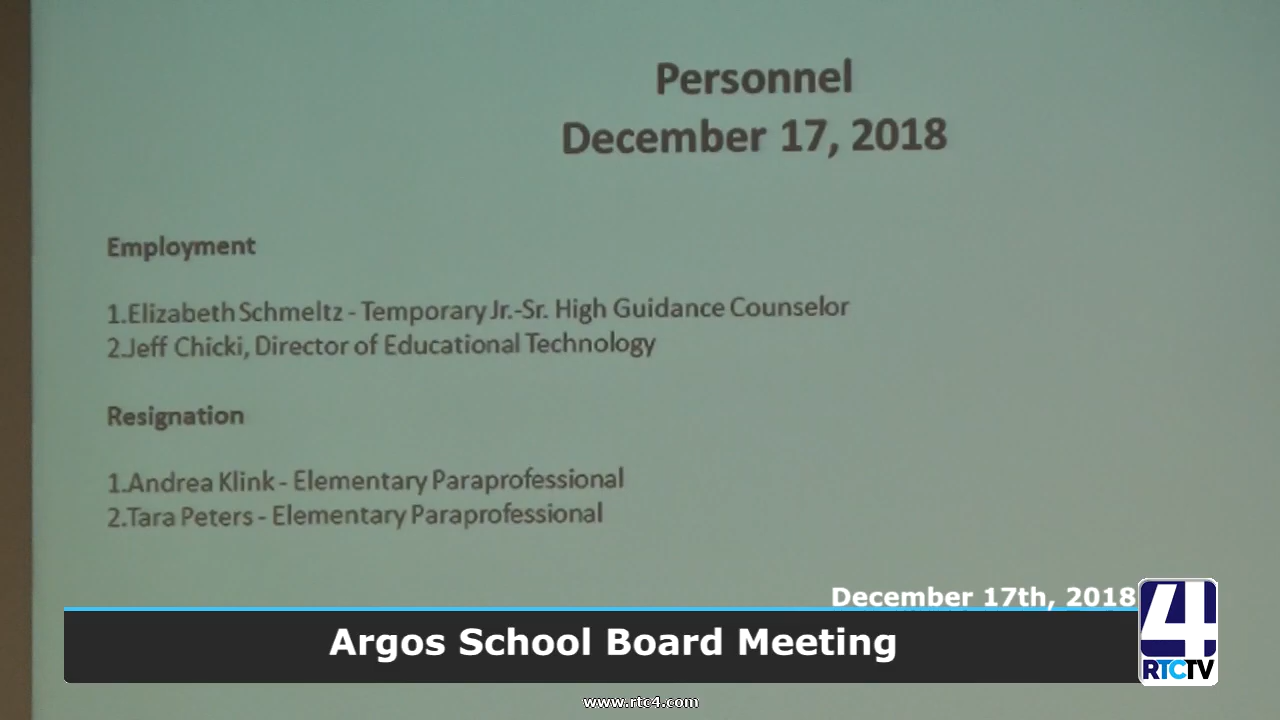 Personnel
December 17, 2018
Employment
1.Elizabeth Schmeltz - Temporary Jr.-Sr. High Guidance Counselor
2.Jeff Chicki, Director of Educational Technology
Resignation
1.Andrea Klink - Elementary Paraprofessional
2.Tara Peters - Elementary Paraprofessional
December 17th, 2018
Argos School Board Meeting
4
RTCTV
www.rtc4.com